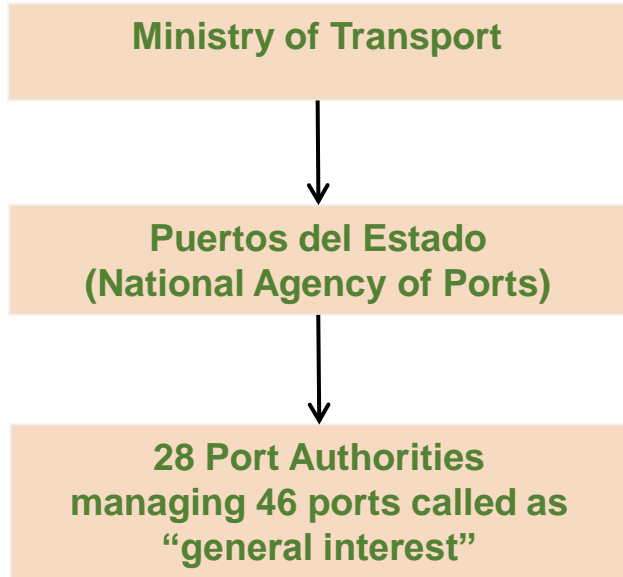 Ministry of Transport
Puertos del Estado
(National Agency of Ports)
28 Port Authorities
managing 46 ports called as
“general interest”